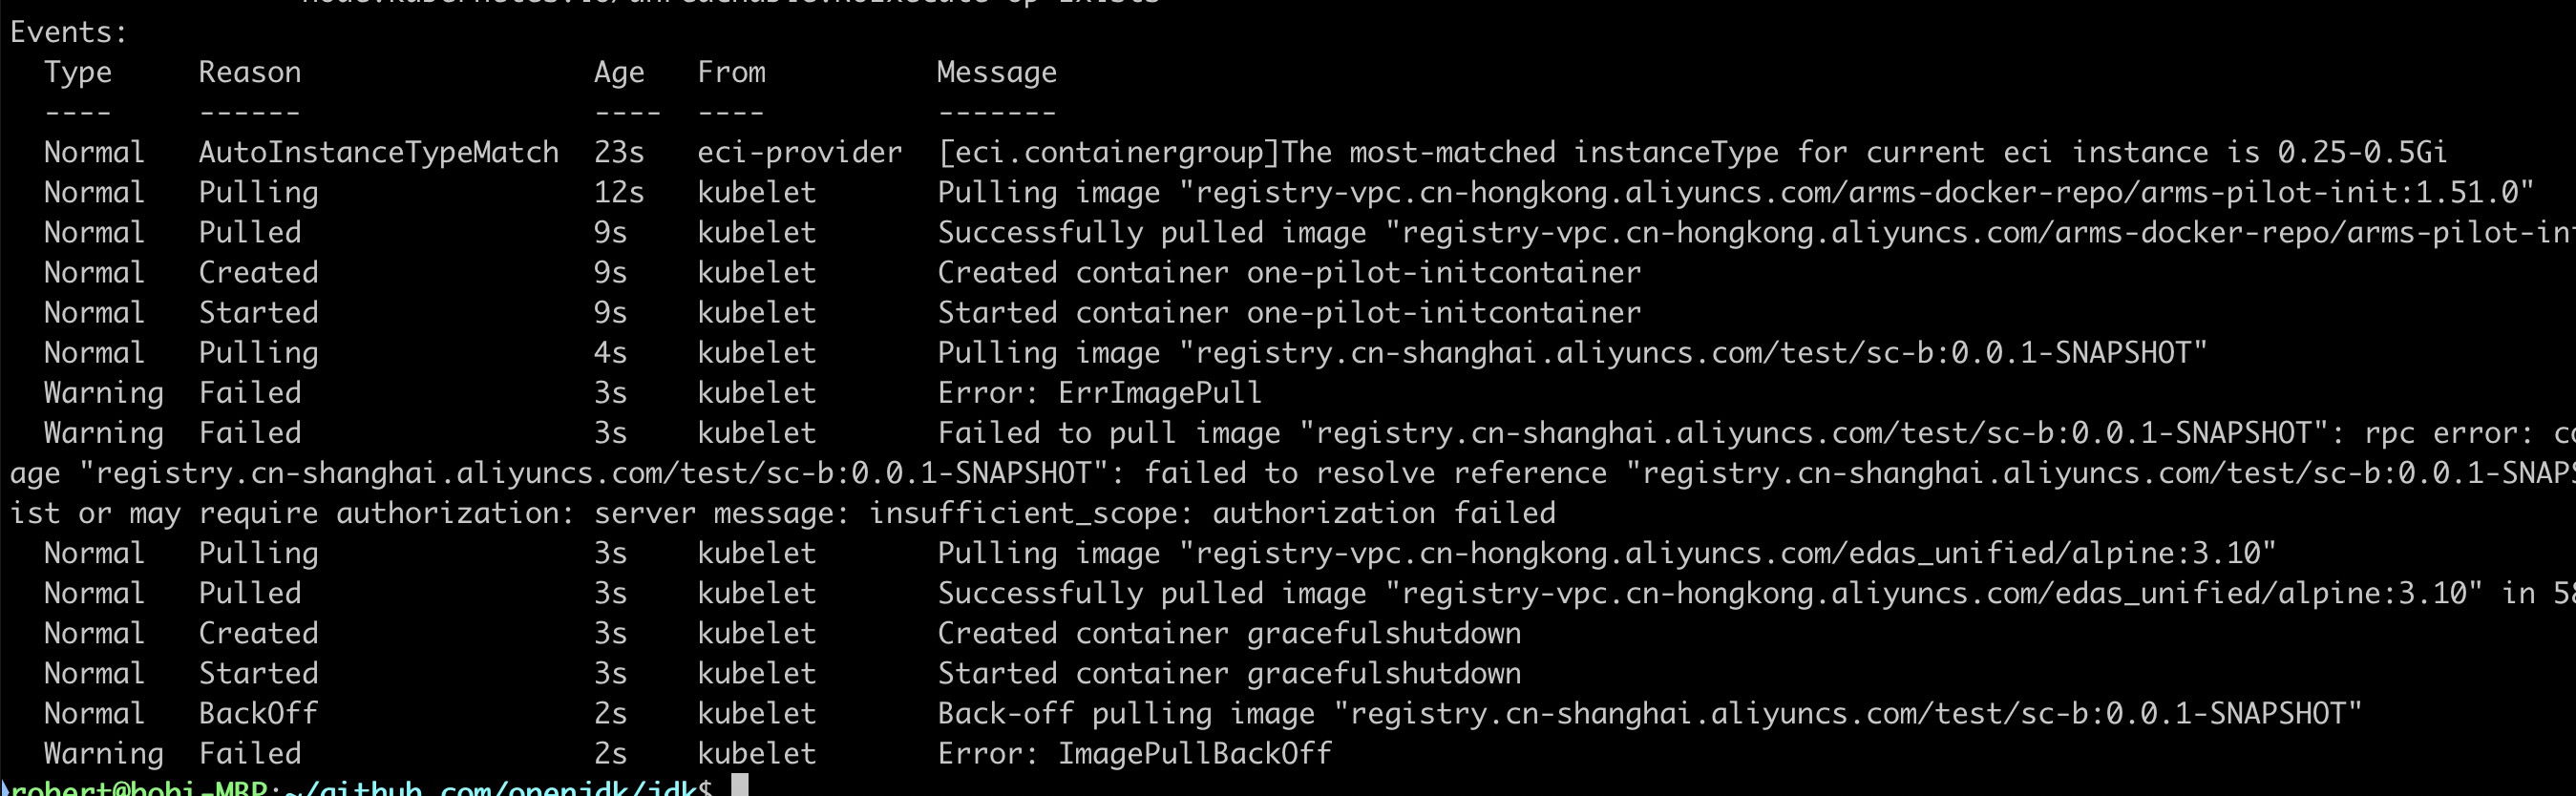 Events:
Type Reason Age From Message
---- ------ ---- ---- -------
Normal AutoInstanceTypeMatch 23s eci-provider [eci.containergroup]The most-matched instanceType for current eci instance is 0.25-0.5Gi
Normal Pulling 12s kubelet Pulling image "registry-vpc.cn-hongkong.aliyuncs.com/arms-docker-repo/arms-pilot-init:1.51.0"
Normal Pulled 9s kubelet Successfully pulled image "registry-vpc.cn-hongkong.aliyuncs.com/arms-docker-repo/arms-pilot-in
Normal Created 9s kubelet Created container one-pilot-initcontainer
Normal Started 9s kubelet Started container one-pilot-initcontainer
Normal Pulling 4s kubelet Pulling image "registry.cn-shanghai.aliyuncs.com/test/sc-b:0.0.1-SNAPSHOT"
Warning Failed 3s kubelet Error: ErrImagePull
Warning Failed 3s kubelet Failed to pull image "registry.cn-shanghai.aliyuncs.com/test/sc-b:0.0.1-SNAPSHOT": rpc error: co
age "registry.cn-shanghai.aliyuncs.com/test/sc-b:0.0.1-SNAPSHOT": failed to resolve reference "registry.cn-shanghai.aliyuncs.com/test/sc-b:0.0.1-SNAPS
ist or may require authorization: server message: insufficient_scope: authorization failed
Normal Pulling 3s kubelet Pulling image "registry-vpc.cn-hongkong.aliyuncs.com/edas_unified/alpine:3.10"
Normal Pulled 3s kubelet Successfully pulled image "registry-vpc.cn-hongkong.aliyuncs.com/edas_unified/alpine:3.10" in 58
Normal Created 3s kubelet Created container gracefulshutdown
Normal Started 3s kubelet Started container gracefulshutdown
Normal BackOff 2s kubelet Back-off pulling image "registry.cn-shanghai.aliyuncs.com/test/sc-b:0.0.1-SNAPSHOT"
Warning Failed 2s kubelet Error: ImagePullBackOff
robert@bobi-MBP:~/github.com/openjdk/jdk$